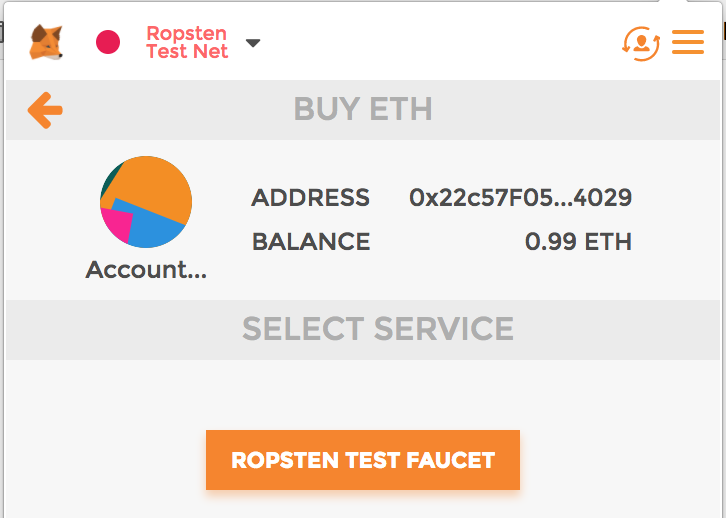 Ropsten
Test Net
BUY ETH
ADDRESS 0x22c57F05...4029
BALANCE 0.99 ETH
Account...
SELECT SERVICE
ROPSTEN TEST FAUCET